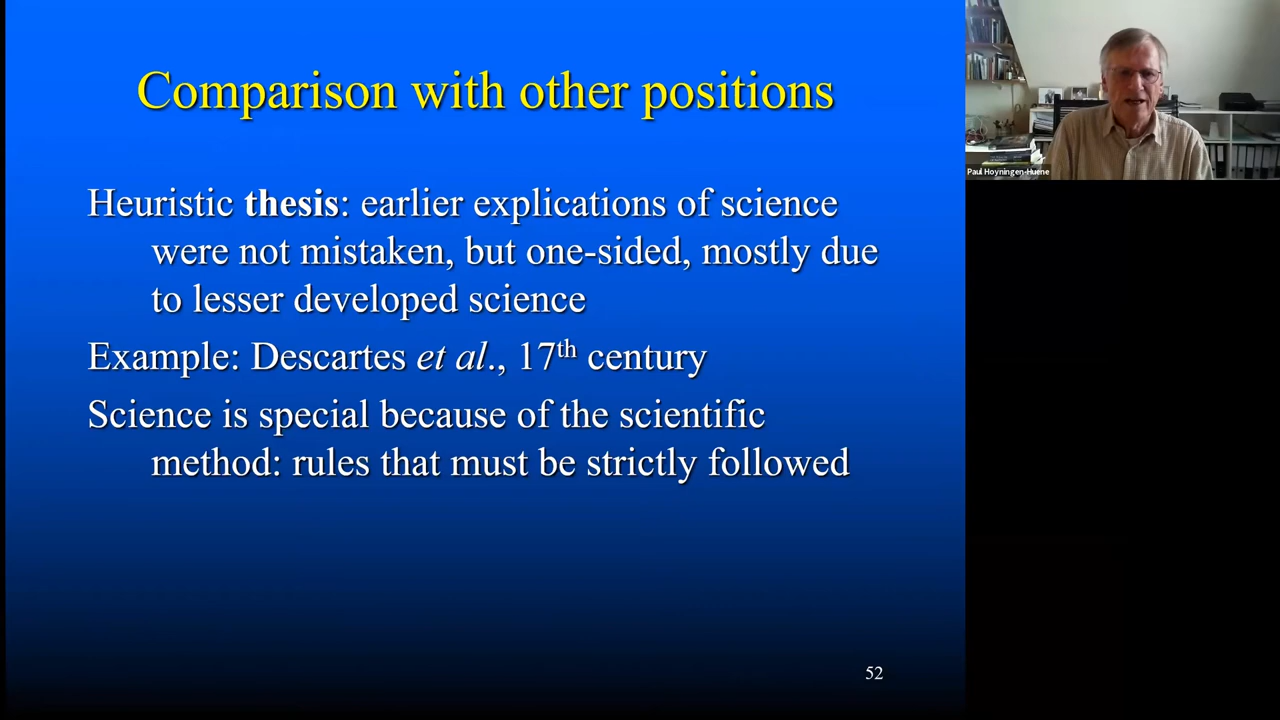 Comparison with other positions
Heuristic thesis: earlier explications of science
were not mistaken, but one-sided, mostly due
to lesser developed science
Example: Descartes et al., 17th century
Science is special because of the scientific
method: rules that must be strictly followed
52
Paul Hoyningen-Huene